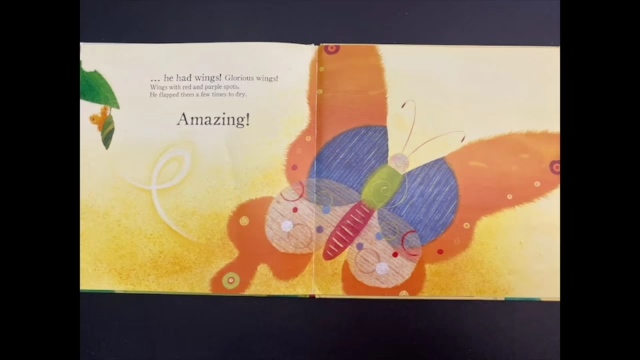 ... he had wings! Glorious wings!
Wings with red and purple spots,
He flapped them a few times to dry.
Amazing!